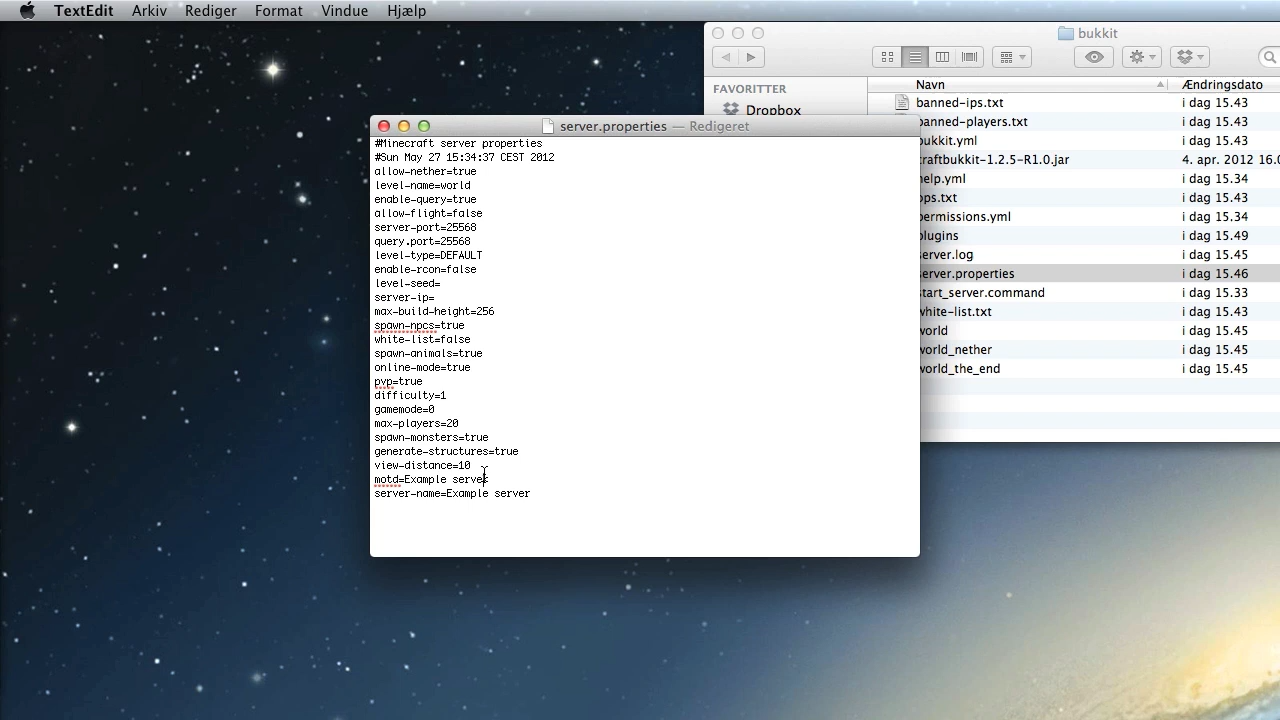 TextEdit Arkiv Rediger Format Vindue Hjælp
bukkit
FAVORITTER
Dropbox
Navn Ændringsdato
banned-ips.txt i dag 15.43
banned-players.txt i dag 15.43
bukkit.yml i dag 15.43
craftbukkit-1.2.5-R1.0.jar 4. apr. 2012 16.0
help.yml i dag 15.34
ops.txt i dag 15.43
permissions.yml i dag 15.34
plugins i dag 15.49
server.log i dag 15.45
server.properties i dag 15.46
start_server.command i dag 15.33
white-list.txt i dag 15.43
world i dag 15.45
world_nether i dag 15.45
world_the_end i dag 15.45
server.properties — Redigeret
#Minecraft server properties
#Sun May 27 15:34:37 CEST 2012
allow-nether=true
level-name=world
enable-query=true
allow-flight=false
server-port=25568
query.port=25568
level-type=DEFAULT
enable-rcon=false
level-seed=
server-ip=
max-build-height=256
spawn-npcs=true
white-list=false
spawn-animals=true
online-mode=true
pvp=true
difficulty=1
gamemode=0
max-players=20
spawn-monsters=true
generate-structures=true
view-distance=10
motd=Example server
server-name=Example server